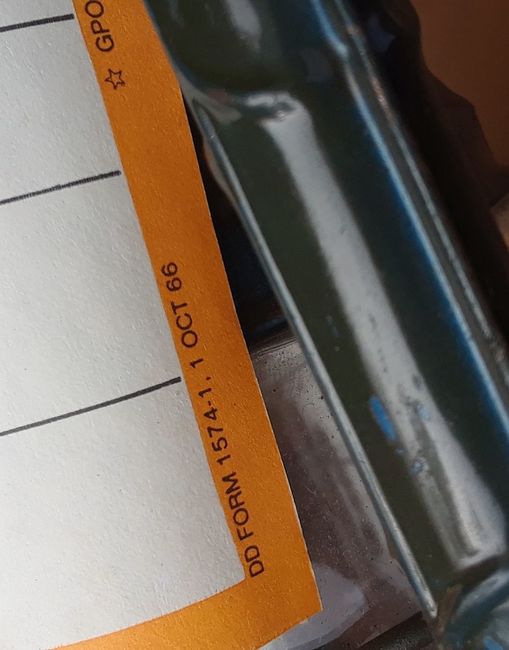 DD FORM 1574-1, 1 OCT 66
☆ GPO